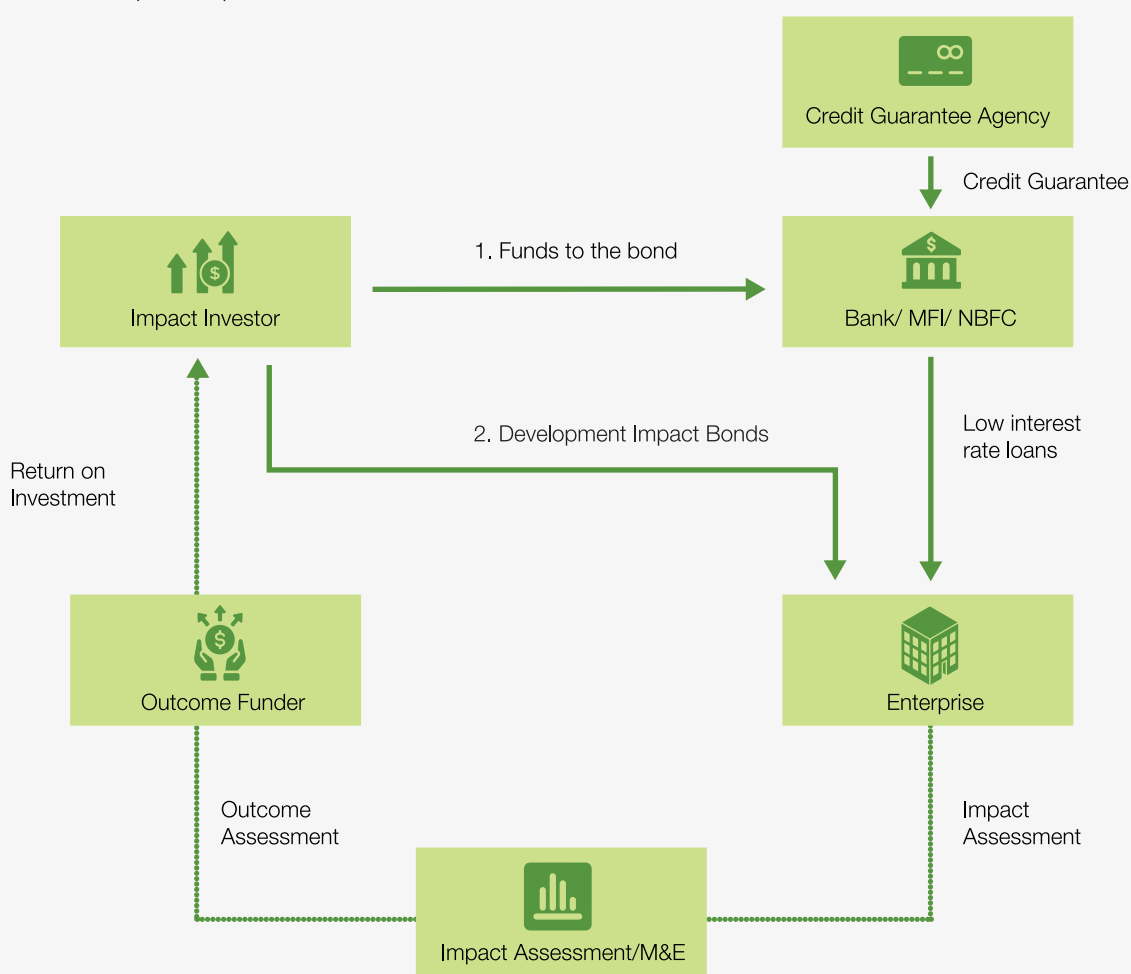 Credit Guarantee Agency
Credit Guarantee
Impact Investor
1. Funds to the bond
Bank/ MFI/ NBFC
2. Development Impact Bonds
Low interest
rate loans
Return on
Investment
Outcome Funder
Enterprise
Outcome
Assessment
Impact
Assessment
Impact Assessment/M&E